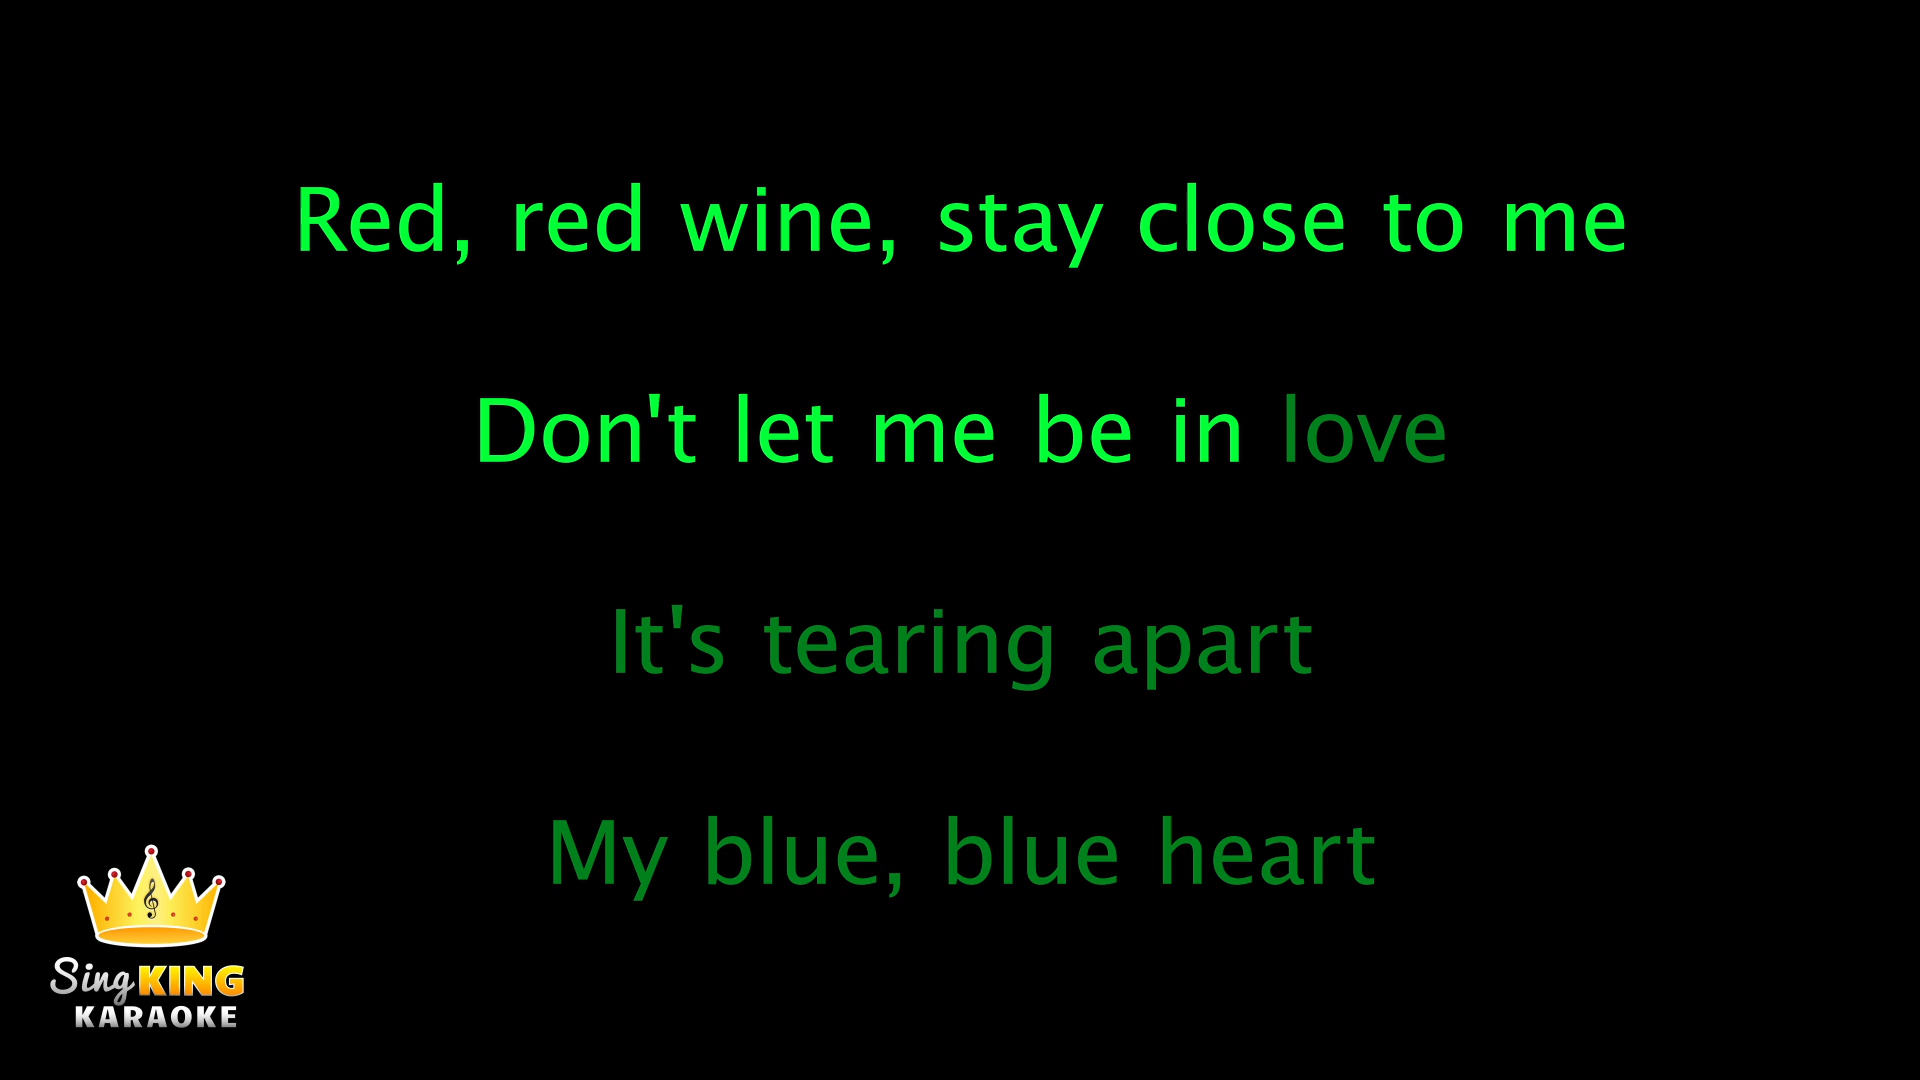 Red, red wine, stay close to me
Don't let me be in love
It's tearing apart
My blue, blue heart
Sing KING
KARAOKE